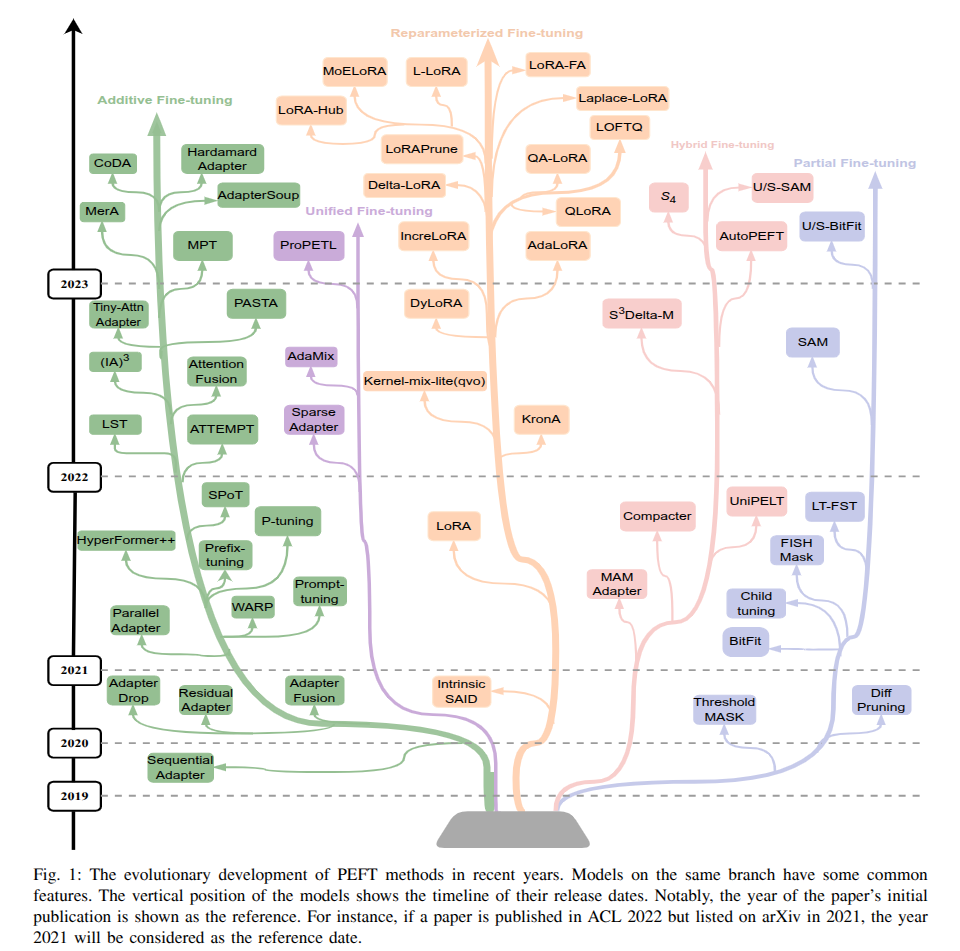 Reparameterized Fine-tuning
MoELoRA
L-LoRA
LoRA-FA
Additive Fine-tuning
LoRA-Hub
Laplace-LoRA
LOFTQ
CoDA
Hardamard
Adapter
LoRAPrune
QA-LoRA
Hybrid Fine-tuning
Partial Fine-tuning
AdapterSoup
Delta-LoRA
S4
U/S-SAM
MerA
Unified Fine-tuning
QLoRA
MPT
ProPETL
IncreLoRA
AdaLoRA
AutoPEFT
U/S-BitFit
2023
Tiny-Attn
Adapter
PASTA
DyLoRA
S3Delta-M
SAM
(IA)3
Attention
Fusion
AdaMix
Kernel-mix-lite(qvo)
LST
ATTEMPT
Sparse
Adapter
KronA
2022
SPoT
P-tuning
LoRA
Compacter
UniPELT
LT-FST
HyperFormer++
Prefix-
tuning
FISH
Mask
Parallel
Adapter
WARP
Prompt-
tuning
MAM
Adapter
Child
tuning
BitFit
2021
Adapter
Drop
Residual
Adapter
Adapter
Fusion
Intrinsic
SAID
Threshold
MASK
Diff
Pruning
2020
Sequential
Adapter
2019
Fig. 1: The evolutionary development of PEFT methods in recent years. Models on the same branch have some common
features. The vertical position of the models shows the timeline of their release dates. Notably, the year of the paper's initial
publication is shown as the reference. For instance, if a paper is published in ACL 2022 but listed on arXiv in 2021, the year
2021 will be considered as the reference date.